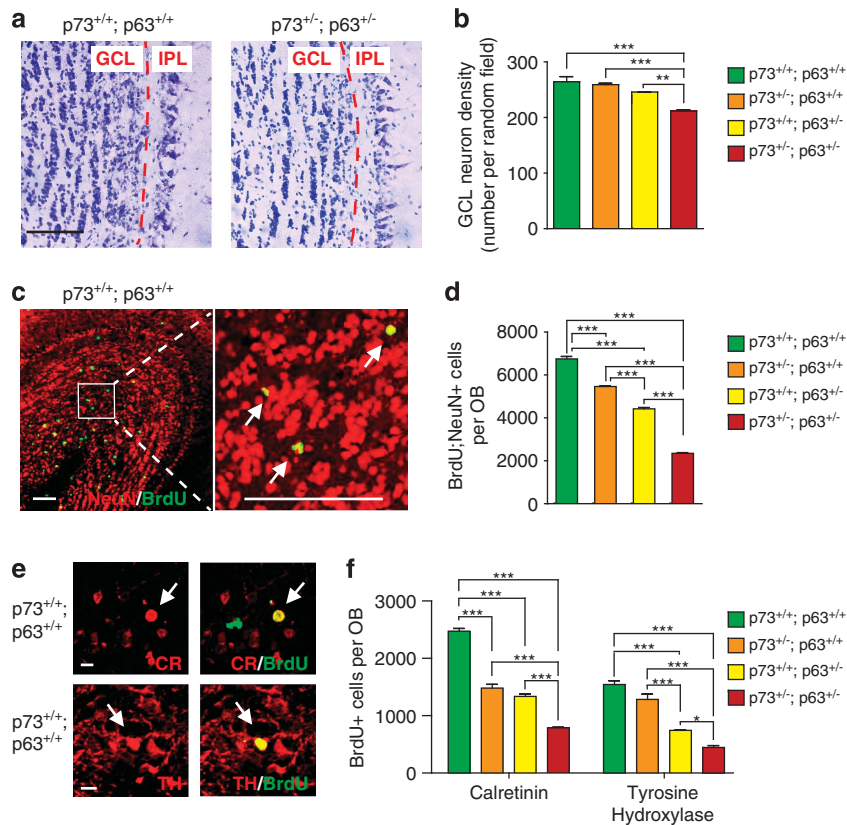 a
p73+/+; p63+/+
p73+/-; p63+/-
GCL IPL
GCL IPL
b
GCL neuron density
(number per random field)
300
200
100
0
***
***
**
p73+/+; p63+/+
p73+/-; p63+/+
p73+/+; p63+/-
p73+/-; p63+/-
c
p73+/+; p63+/+
NeuN/BrdU
d
BrdU;NeuN+ cells
per OB
8000
6000
4000
2000
0
***
***
***
***
***
***
p73+/+; p63+/+
p73+/-; p63+/+
p73+/+; p63+/-
p73+/-; p63+/-
e
p73+/+;
p63+/+
CR
CR/BrdU
p73+/+;
p63+/+
TH
TH/BrdU
f
BrdU+ cells per OB
3000
2000
1000
0
***
***
***
***
***
***
***
***
***
*
Calretinin
Tyrosine
Hydroxylase
p73+/+; p63+/+
p73+/-; p63+/+
p73+/+; p63+/-
p73+/-; p63+/-